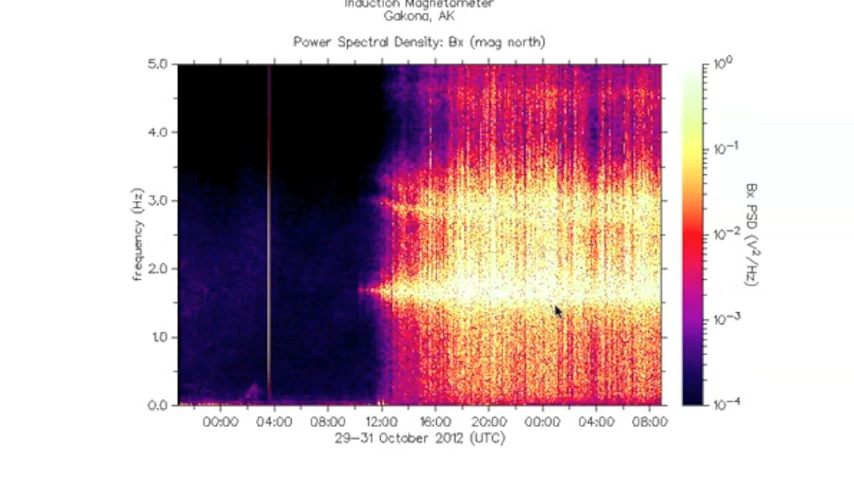 Induction Magnetometer
Gakona, AK
Power Spectral Density: Bx (mag north)
5.0
4.0
3.0
2.0
1.0
0.0
frequency (Hz)
00:00 04:00 08:00 12:00 16:00 20:00 00:00 04:00 08:00
29–31 October 2012 (UTC)
10⁰
10⁻¹
10⁻²
10⁻³
10⁻⁴
Bx PSD (V²/Hz)